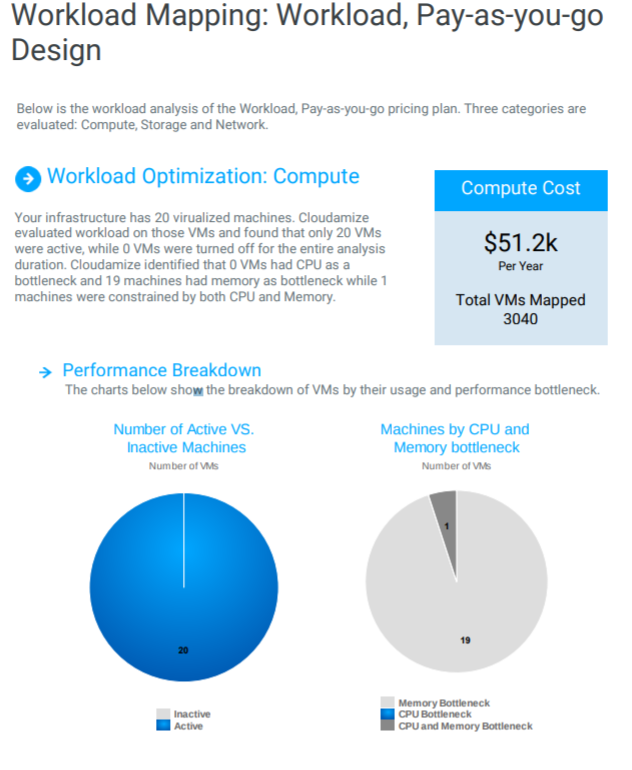 Workload Mapping: Workload, Pay-as-you-go
Design
Below is the workload analysis of the Workload, Pay-as-you-go pricing plan. Three categories are
evaluated: Compute, Storage and Network.
Workload Optimization: Compute
Your infrastructure has 20 virualized machines. Cloudamize
evaluated workload on those VMs and found that only 20 VMs
were active, while 0 VMs were turned off for the entire analysis
duration. Cloudamize identified that 0 VMs had CPU as a
bottleneck and 19 machines had memory as bottleneck while 1
machines were constrained by both CPU and Memory.
Compute Cost
$51.2k
Per Year
Total VMs Mapped
3040
Performance Breakdown
The charts below show the breakdown of VMs by their usage and performance bottleneck.
Number of Active VS.
Inactive Machines
Number of VMs
20
Inactive
Active
Machines by CPU and
Memory bottleneck
Number of VMs
1
19
Memory Bottleneck
CPU Bottleneck
CPU and Memory Bottleneck